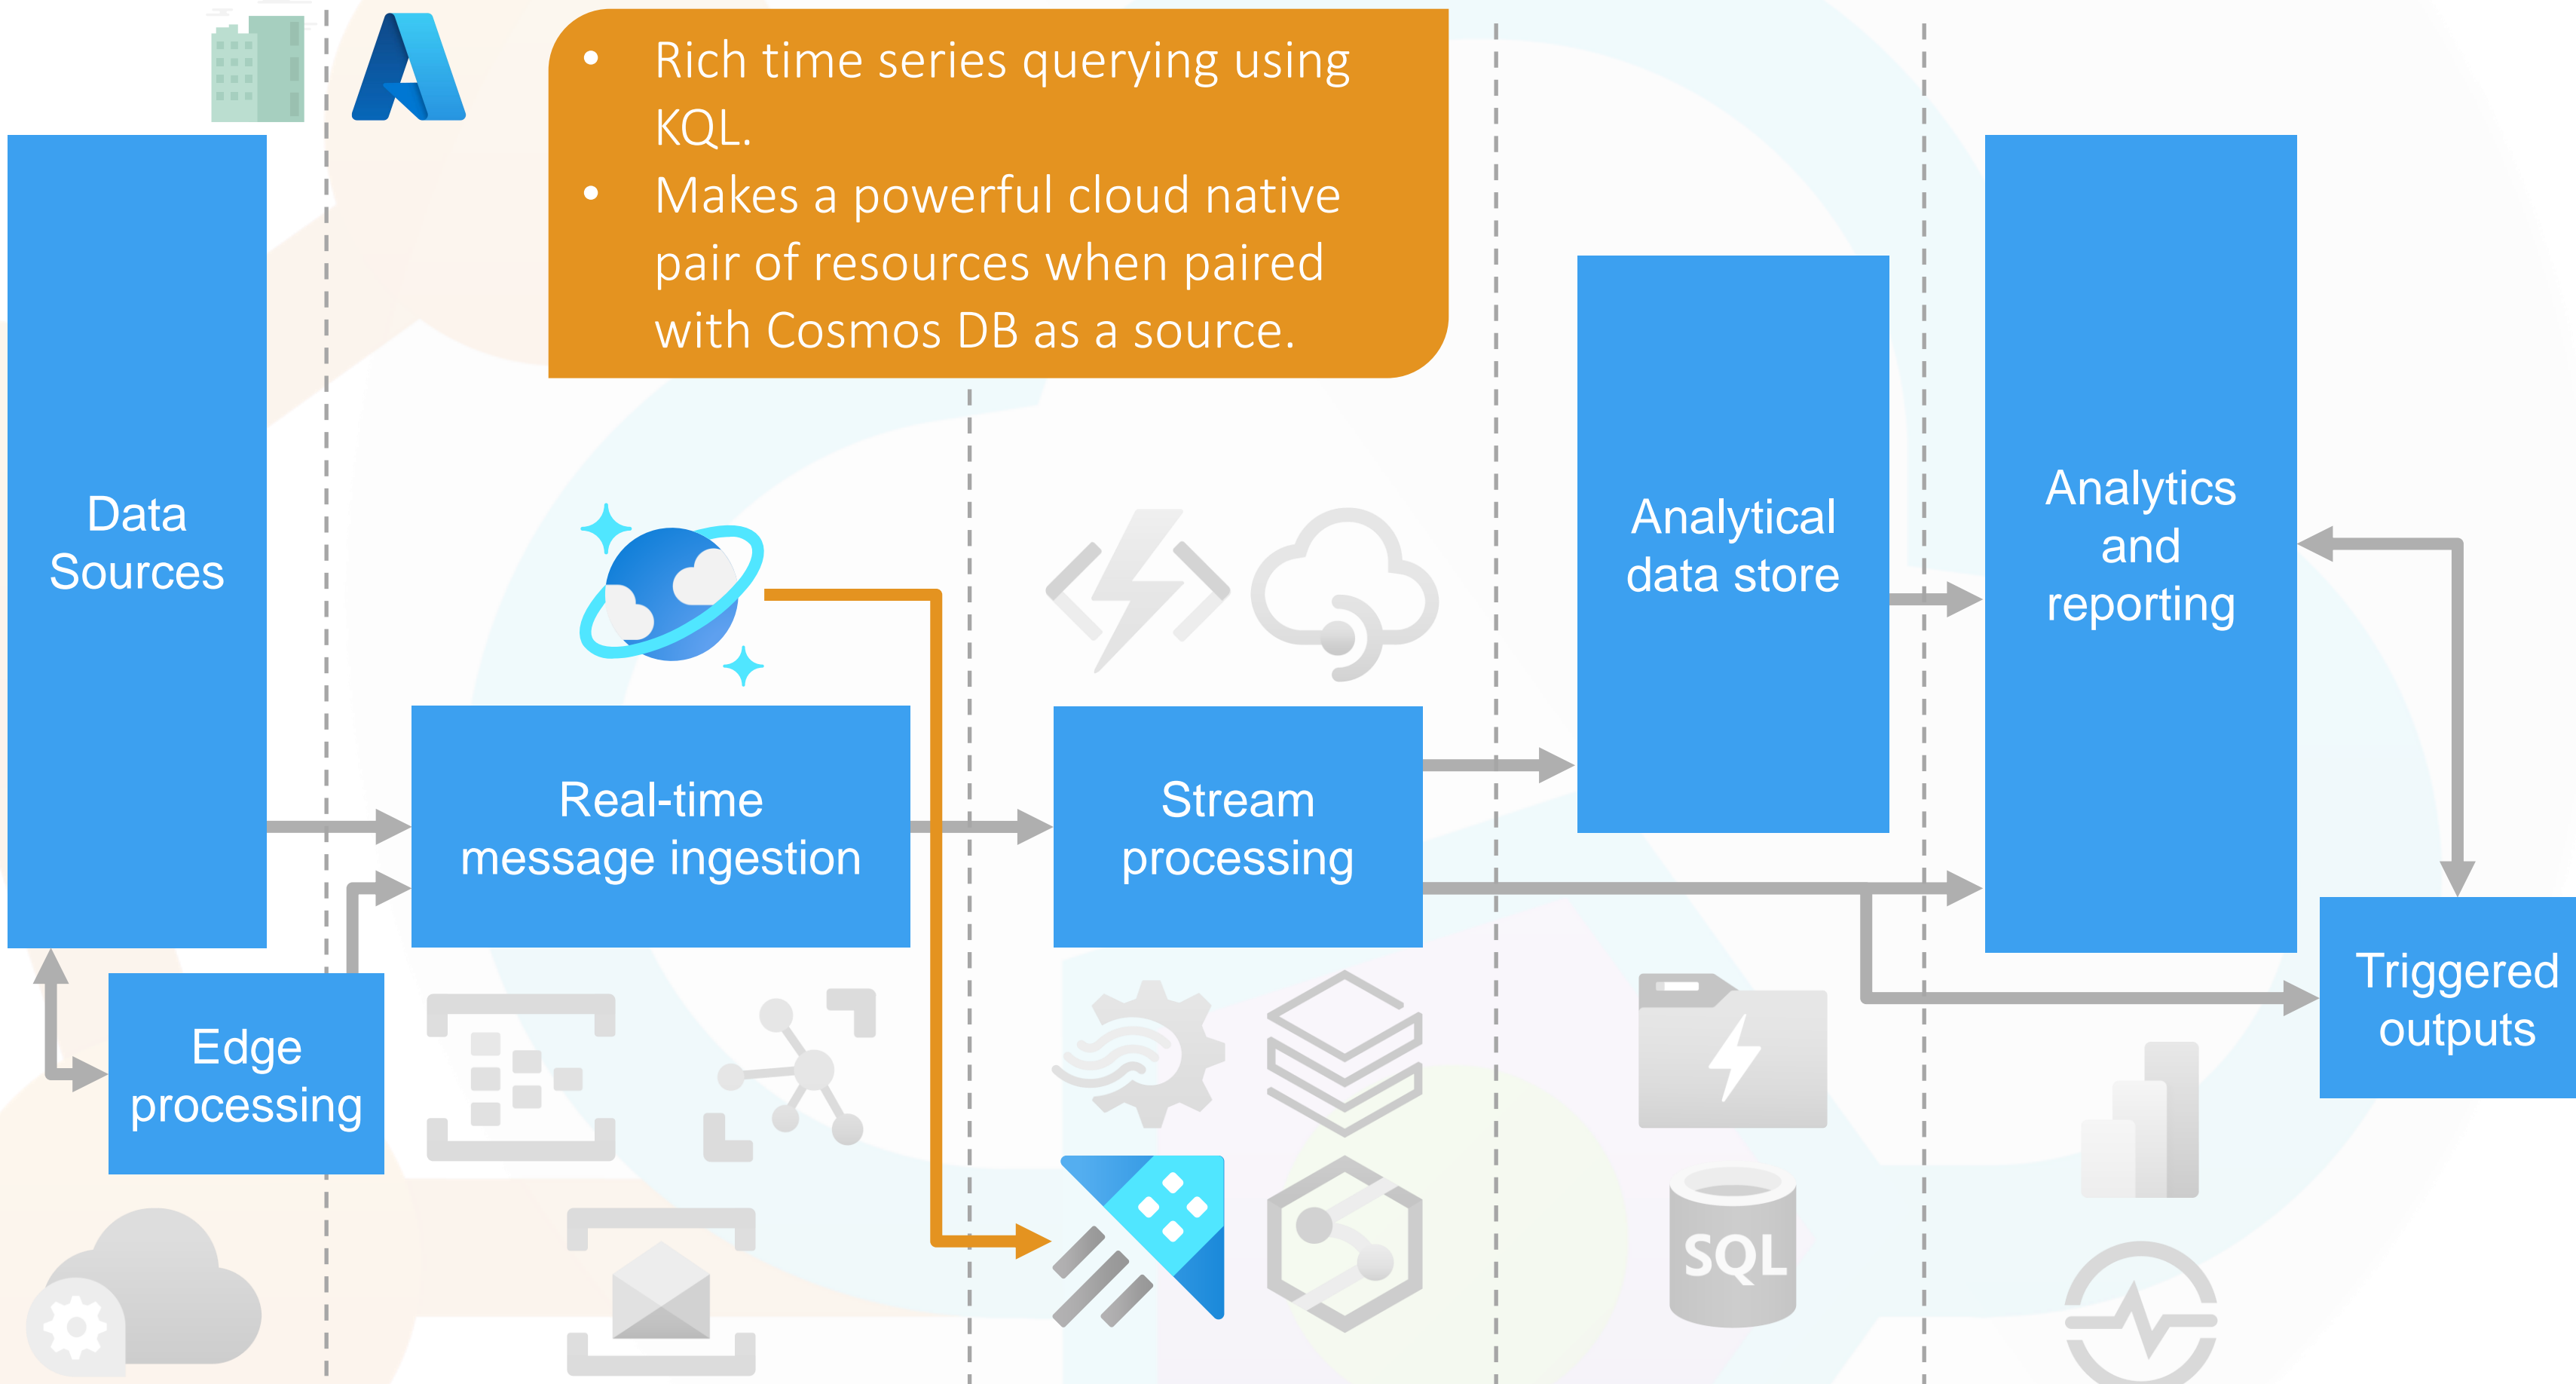 • Rich time series querying using
KQL.
• Makes a powerful cloud native
pair of resources when paired
with Cosmos DB as a source.
Data
Sources
Edge
processing
Real-time
message ingestion
Stream
processing
Analytical
data store
SQL
Analytics
and
reporting
Triggered
outputs